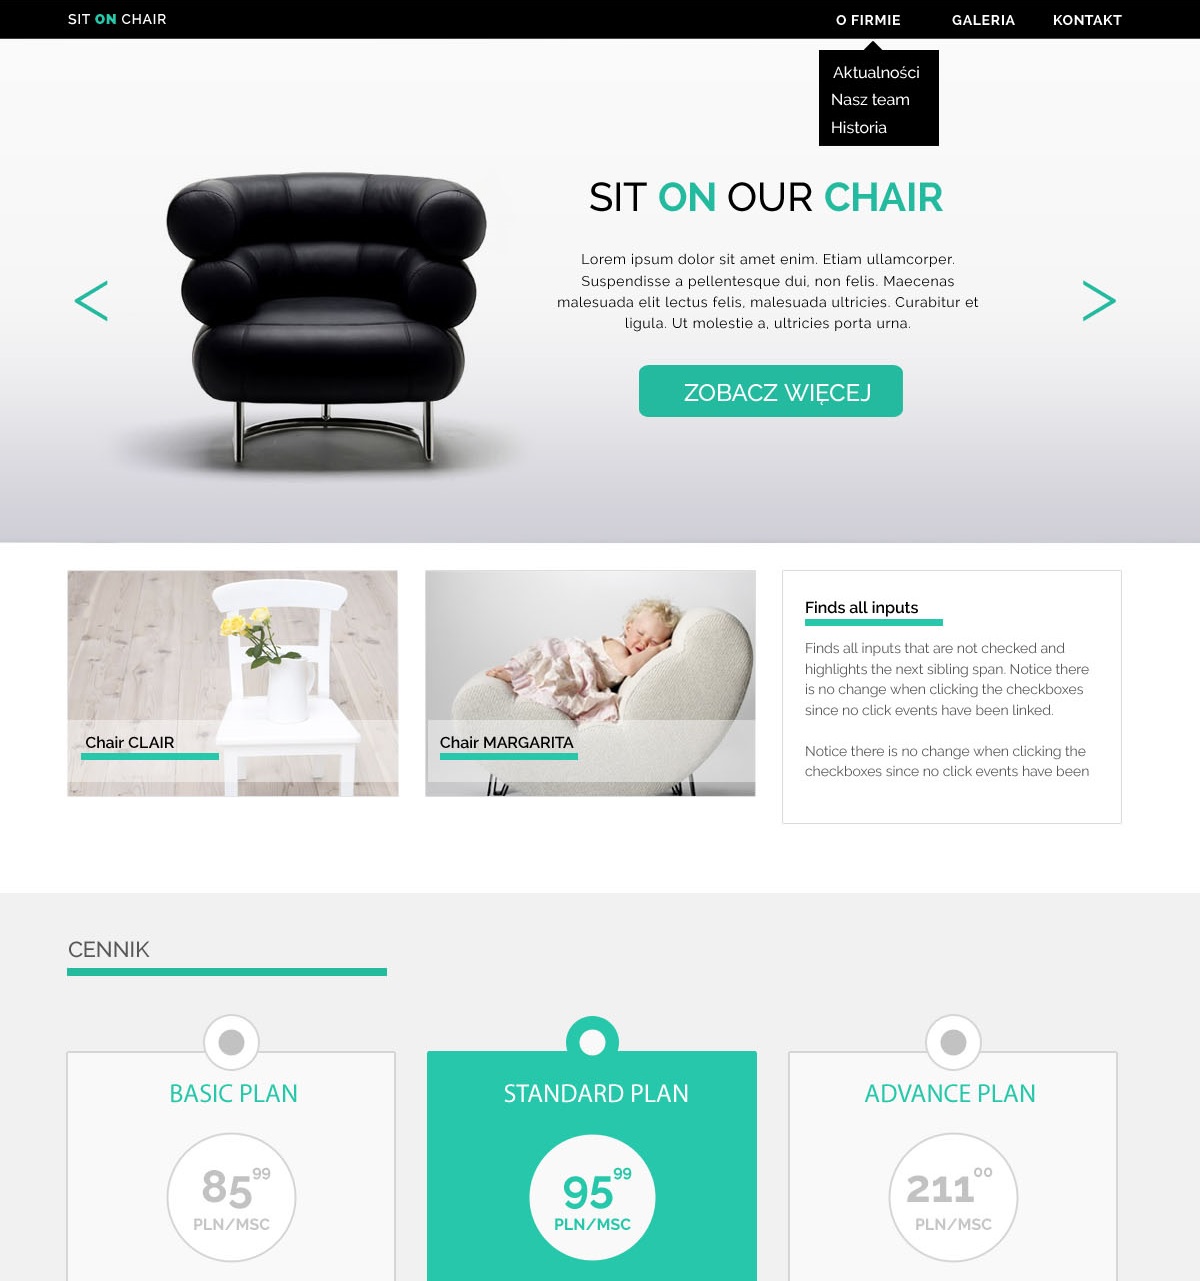 SIT ON CHAIR
O FIRMIE GALERIA KONTAKT
Aktualności
Nasz team
Historia
SIT ON OUR CHAIR
Lorem ipsum dolor sit amet enim. Etiam ullamcorper.
Suspendisse a pellentesque dui, non felis. Maecenas
malesuada elit lectus felis, malesuada ultricies. Curabitur et
ligula. Ut molestie a, ultricies porta urna.
< >
ZOBACZ WIĘCEJ
Chair CLAIR
Chair MARGARITA
Finds all inputs
Finds all inputs that are not checked and
highlights the next sibling span. Notice there
is no change when clicking the checkboxes
since no click events have been linked.
Notice there is no change when clicking the
checkboxes since no click events have been
CENNIK
BASIC PLAN
85 99
PLN/MSC
STANDARD PLAN
95 99
PLN/MSC
ADVANCE PLAN
211 00
PLN/MSC